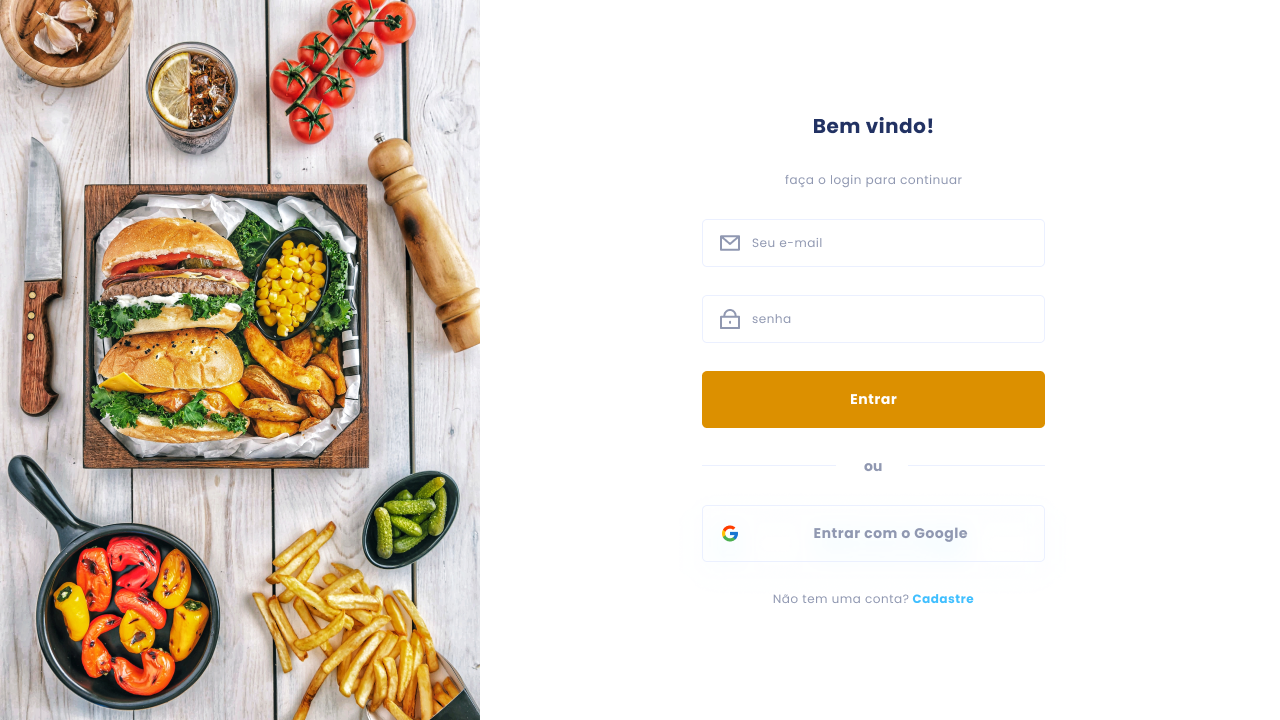 Bem vindo!
faça o login para continuar
Seu e-mail
senha
Entrar
ou
Entrar com o Google
Não tem uma conta? Cadastre